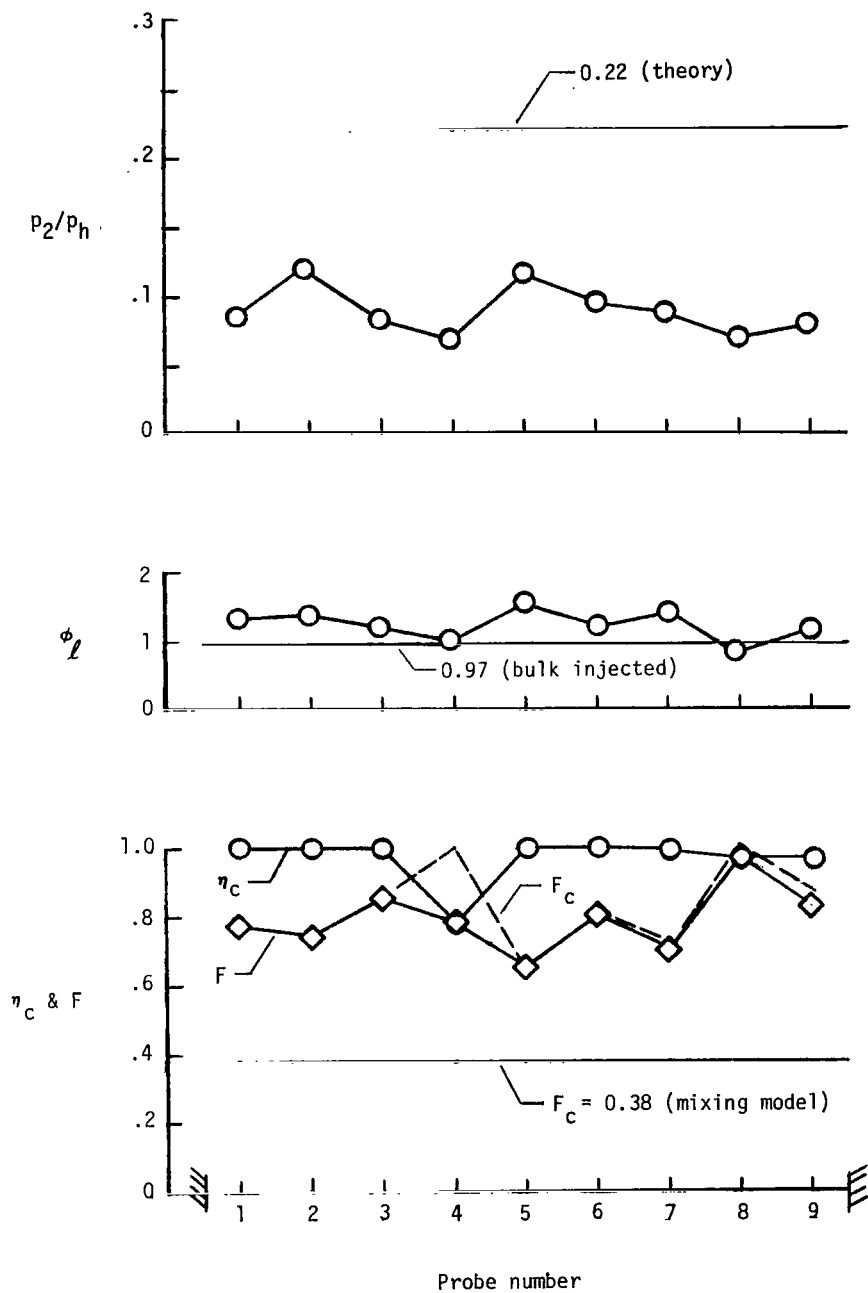 .3
0.22 (theory)
.2
p2/ph
.1
0
2
ϕℓ
1
0.97 (bulk injected)
0
1.0
ηc
Fc
.8
F
.6
ηc & F
.4
Fc = 0.38 (mixing model)
.2
0
1 2 3 4 5 6 7 8 9
Probe number